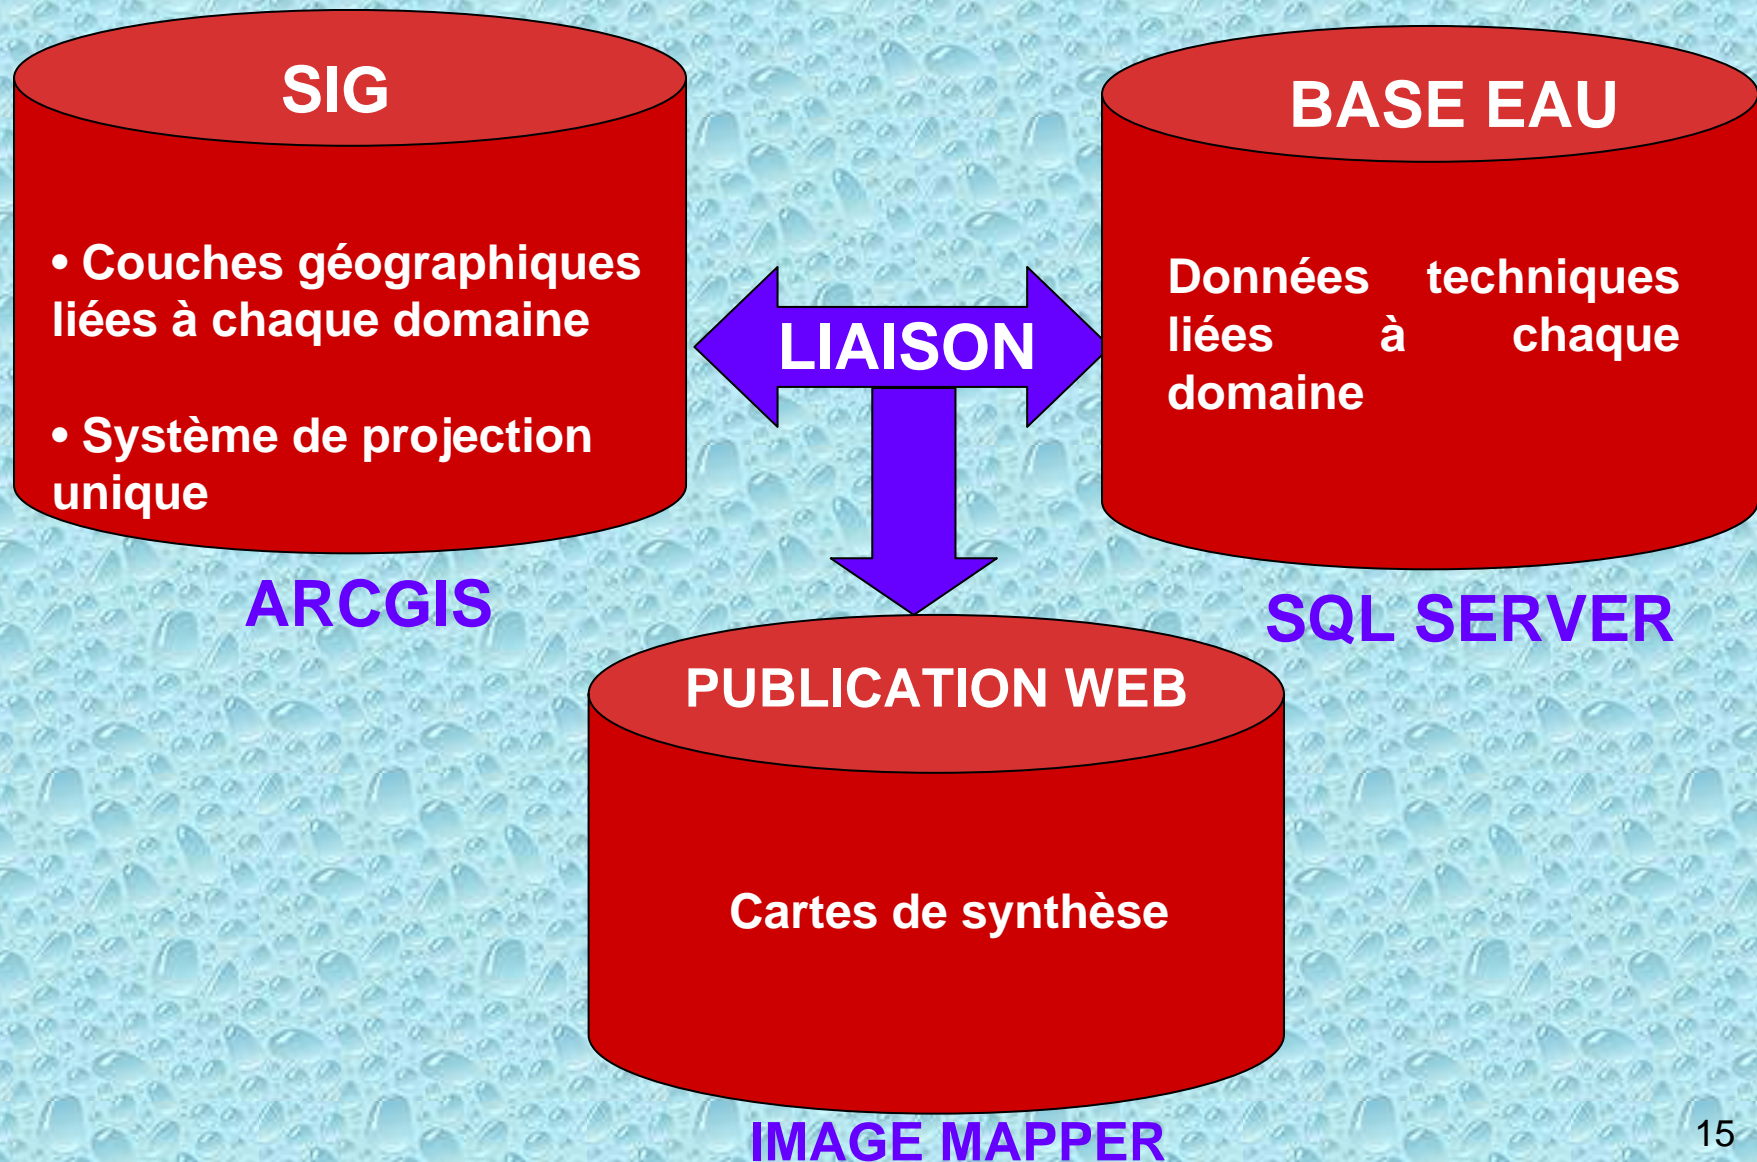 SIG
• Couches géographiques
liées à chaque domaine
• Système de projection
unique
ARCGIS
LIAISON
BASE EAU
Données techniques
liées à chaque
domaine
SQL SERVER
PUBLICATION WEB
Cartes de synthèse
IMAGE MAPPER
15